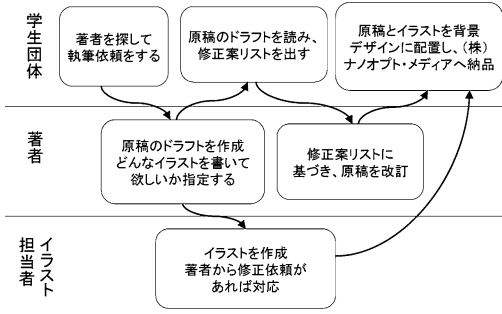 学生団体
著者を探して
執筆依頼をする
原稿のドラフトを読み、
修正案リストを出す
原稿とイラストを背景
デザインに配置し、(株)
ナノオプト・メディアへ納品
著者
原稿のドラフトを作成
どんなイラストを書いて
欲しいか指定する
修正案リストに
基づき、原稿を改訂
イラスト
担当者
イラストを作成
著者から修正依頼が
あれば対応